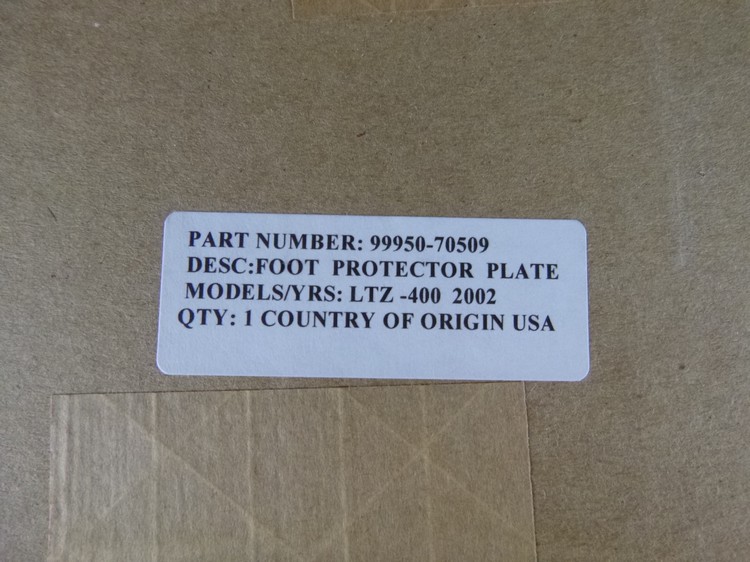 PART NUMBER: 99950-70509
DESC:FOOT PROTECTOR PLATE
MODELS/YRS: LTZ -400 2002
QTY: 1 COUNTRY OF ORIGIN USA